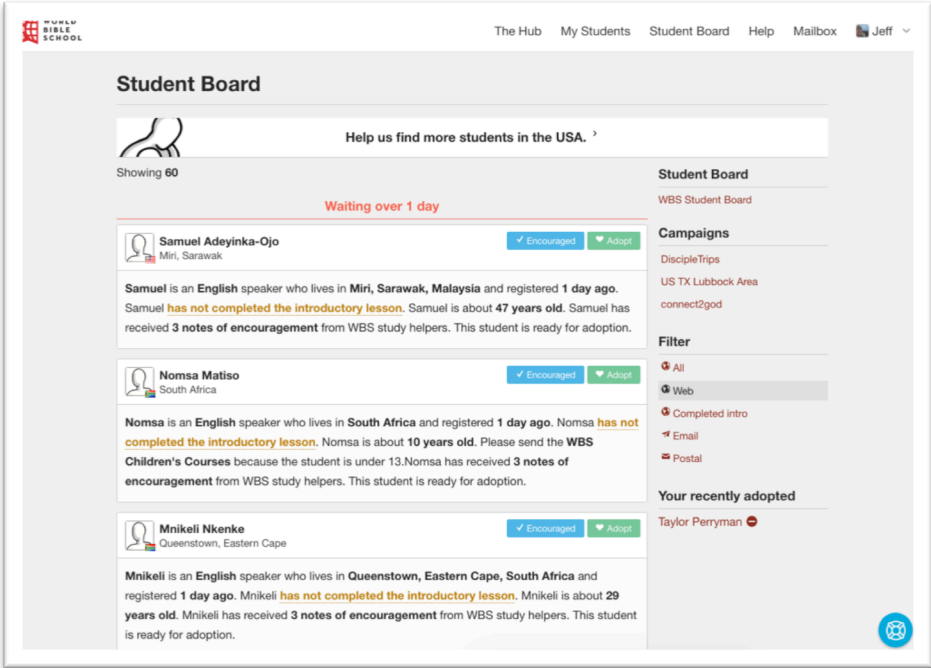 WORLD
BIBLE
SCHOOL
The Hub My Students Student Board Help Mailbox Jeff
Student Board
Help us find more students in the USA. ›
Showing 60
Waiting over 1 day
Samuel Adeyinka-Ojo
Miri, Sarawak
✓ Encouraged ♥ Adopt
Samuel is an English speaker who lives in Miri, Sarawak, Malaysia and registered 1 day ago.
Samuel has not completed the introductory lesson. Samuel is about 47 years old. Samuel has
received 3 notes of encouragement from WBS study helpers. This student is ready for adoption.
Nomsa Matiso
South Africa
✓ Encouraged ♥ Adopt
Nomsa is an English speaker who lives in South Africa and registered 1 day ago. Nomsa has not
completed the introductory lesson. Nomsa is about 10 years old. Please send the WBS
Children's Courses because the student is under 13.Nomsa has received 3 notes of
encouragement from WBS study helpers. This student is ready for adoption.
Mnikeli Nkenke
Queenstown, Eastern Cape
✓ Encouraged ♥ Adopt
Mnikeli is an English speaker who lives in Queenstown, Eastern Cape, South Africa and
registered 1 day ago. Mnikeli has not completed the introductory lesson. Mnikeli is about 29
years old. Mnikeli has received 3 notes of encouragement from WBS study helpers. This student
is ready for adoption.
Student Board
WBS Student Board
Campaigns
DiscipleTrips
US TX Lubbock Area
connect2god
Filter
All
Web
Completed intro
Email
Postal
Your recently adopted
Taylor Perryman